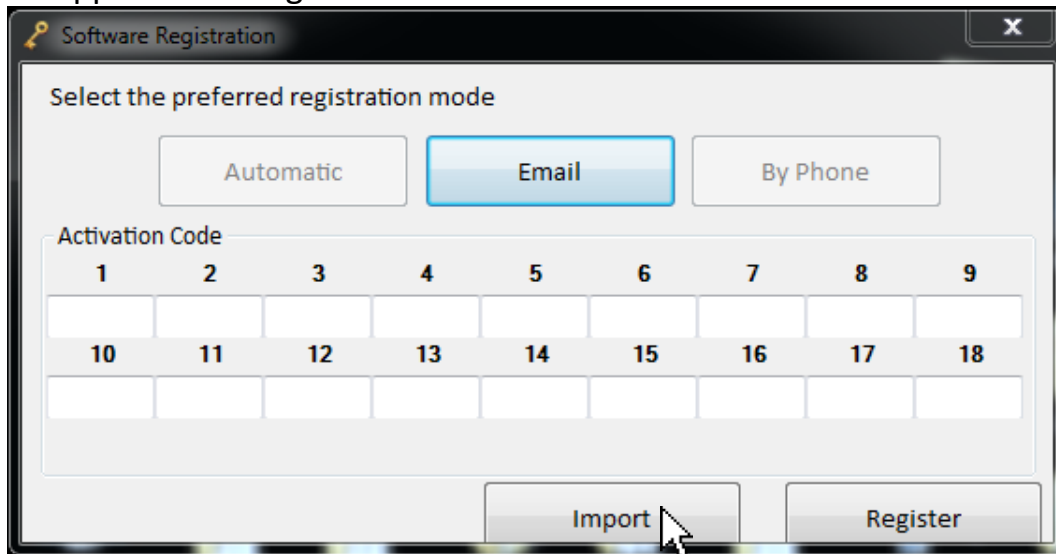 Software Registration
x
Select the preferred registration mode
Automatic Email By Phone
Activation Code
1 2 3 4 5 6 7 8 9
10 11 12 13 14 15 16 17 18
Import Register